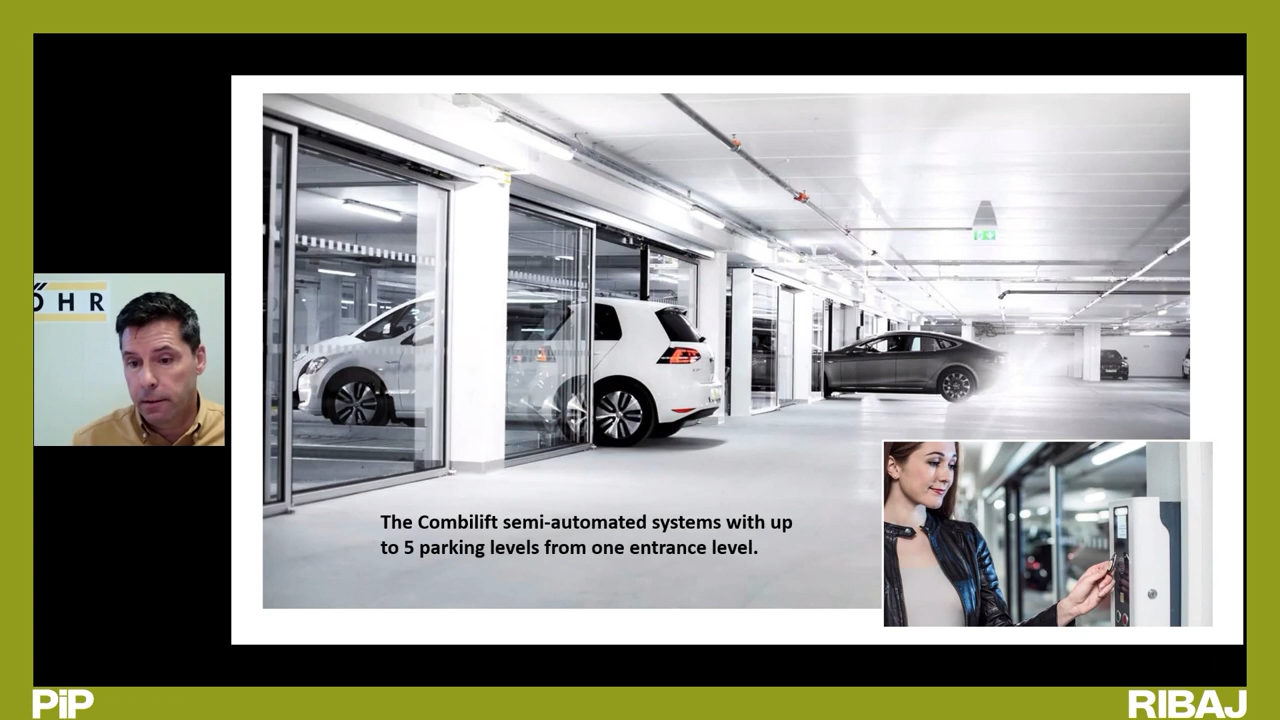 ÖHR
The Combilift semi-automated systems with up
to 5 parking levels from one entrance level.
PiP
RIBAJ